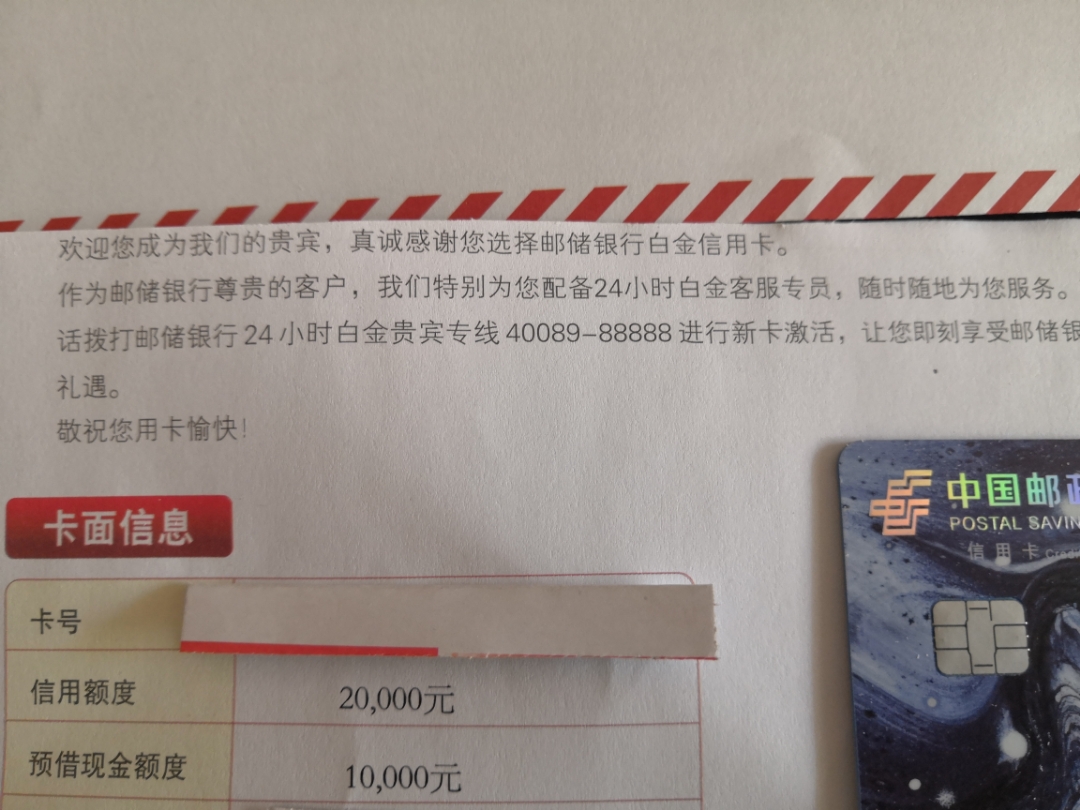 欢迎您成为我们的贵宾，真诚感谢您选择邮储银行白金信用卡。
作为邮储银行尊贵的客户，我们特别为您配备24小时白金客服专员，随时随地为您服务。
话拨打邮储银行24小时白金贵宾专线40089-88888进行新卡激活，让您即刻享受邮储银
礼遇。
敬祝您用卡愉快!
卡面信息
卡号
信用额度 20,000元
预借现金额度 10,000元
中国邮政
POSTAL SAVIN
信用卡 Credi